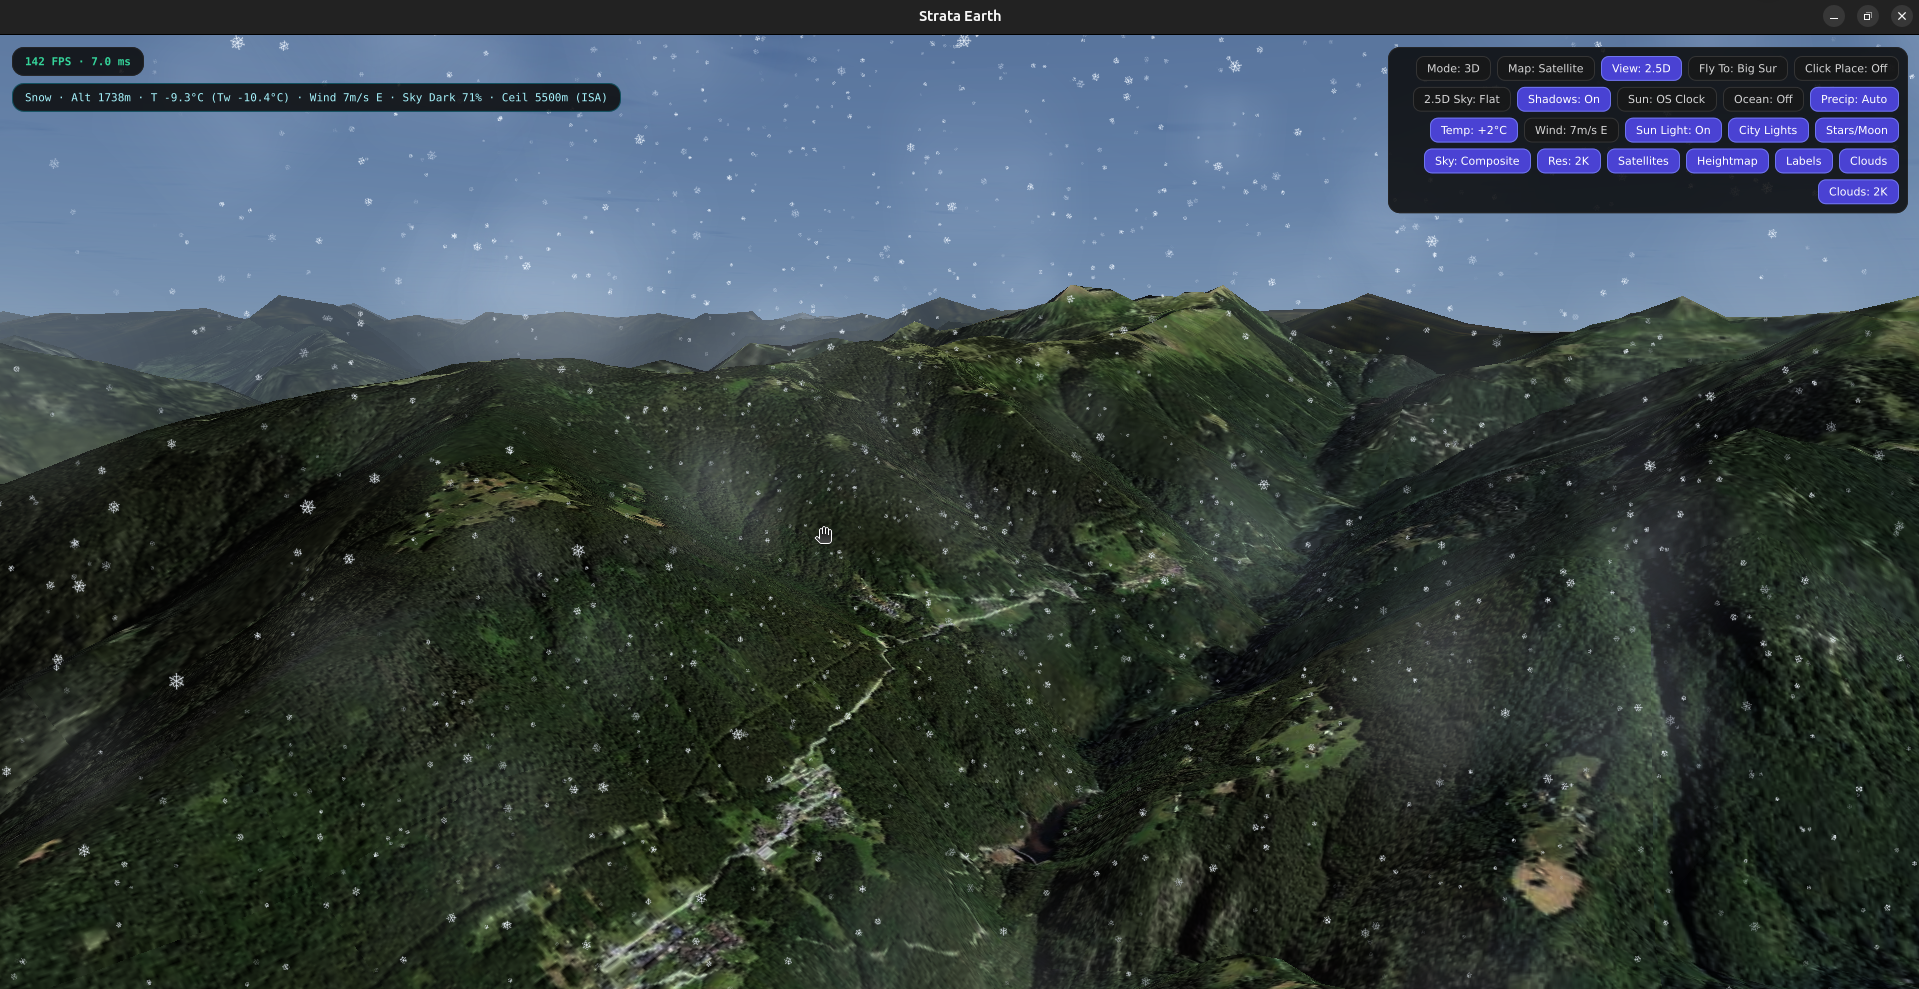 Strata Earth
142 FPS · 7.0 ms
Snow · Alt 1738m · T -9.3°C (Tw -10.4°C) · Wind 7m/s E · Sky Dark 71% · Ceil 5500m (ISA)
Mode: 3D Map: Satellite View: 2.5D Fly To: Big Sur Click Place: Off
2.5D Sky: Flat Shadows: On Sun: OS Clock Ocean: Off Precip: Auto
Temp: +2°C Wind: 7m/s E Sun Light: On City Lights Stars/Moon
Sky: Composite Res: 2K Satellites Heightmap Labels Clouds
Clouds: 2K